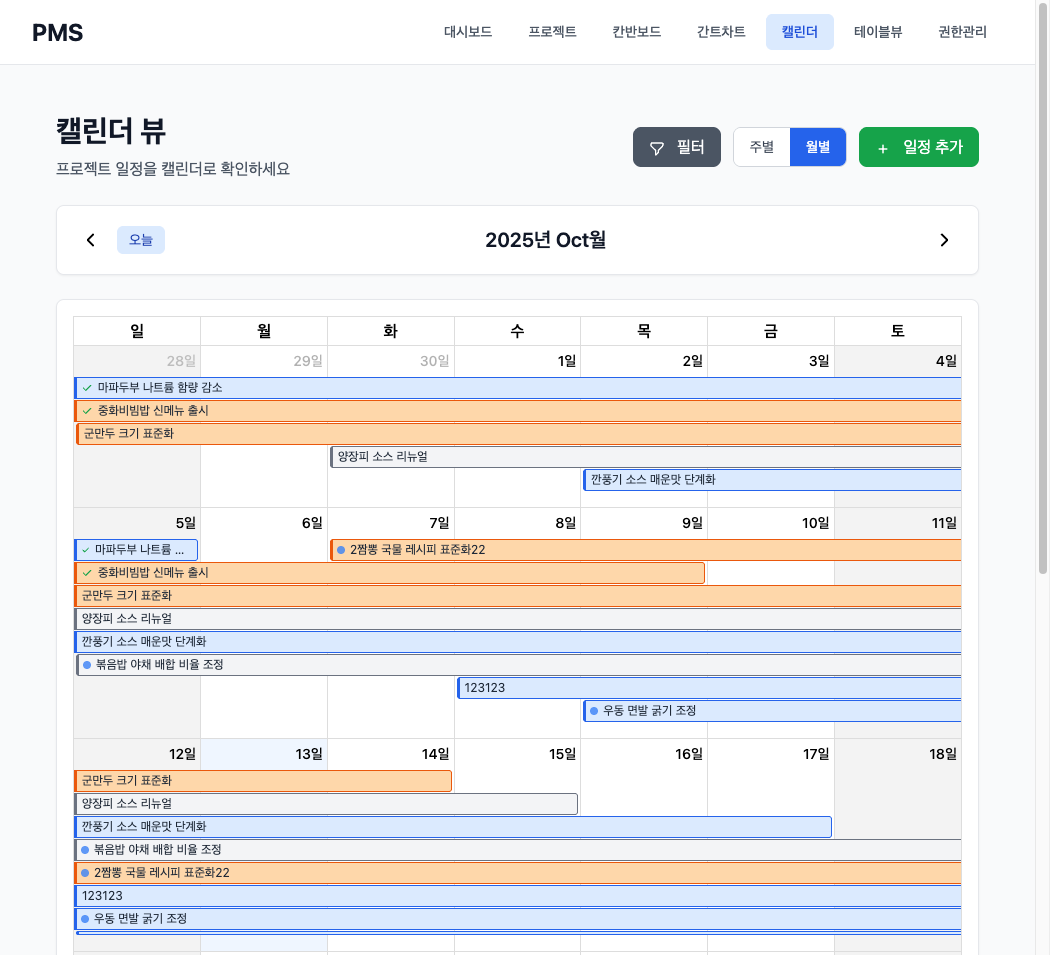 PMS
대시보드 프로젝트 칸반보드 간트차트 캘린더 테이블뷰 권한관리
캘린더 뷰
프로젝트 일정을 캘린더로 확인하세요
필터 주별 월별 + 일정 추가
오늘 2025년 Oct월
일 월 화 수 목 금 토
28일 29일 30일 1일 2일 3일 4일
마파두부 나트륨 함량 감소
중화비빔밥 신메뉴 출시
군만두 크기 표준화
양장피 소스 리뉴얼
깐풍기 소스 매운맛 단계화
5일 6일 7일 8일 9일 10일 11일
마파두부 나트륨 ... 2짬뽕 국물 레시피 표준화22
중화비빔밥 신메뉴 출시
군만두 크기 표준화
양장피 소스 리뉴얼
깐풍기 소스 매운맛 단계화
볶음밥 야채 배합 비율 조정
123123
우동 면발 굵기 조정
12일 13일 14일 15일 16일 17일 18일
군만두 크기 표준화
양장피 소스 리뉴얼
깐풍기 소스 매운맛 단계화
볶음밥 야채 배합 비율 조정
2짬뽕 국물 레시피 표준화22
123123
우동 면발 굵기 조정